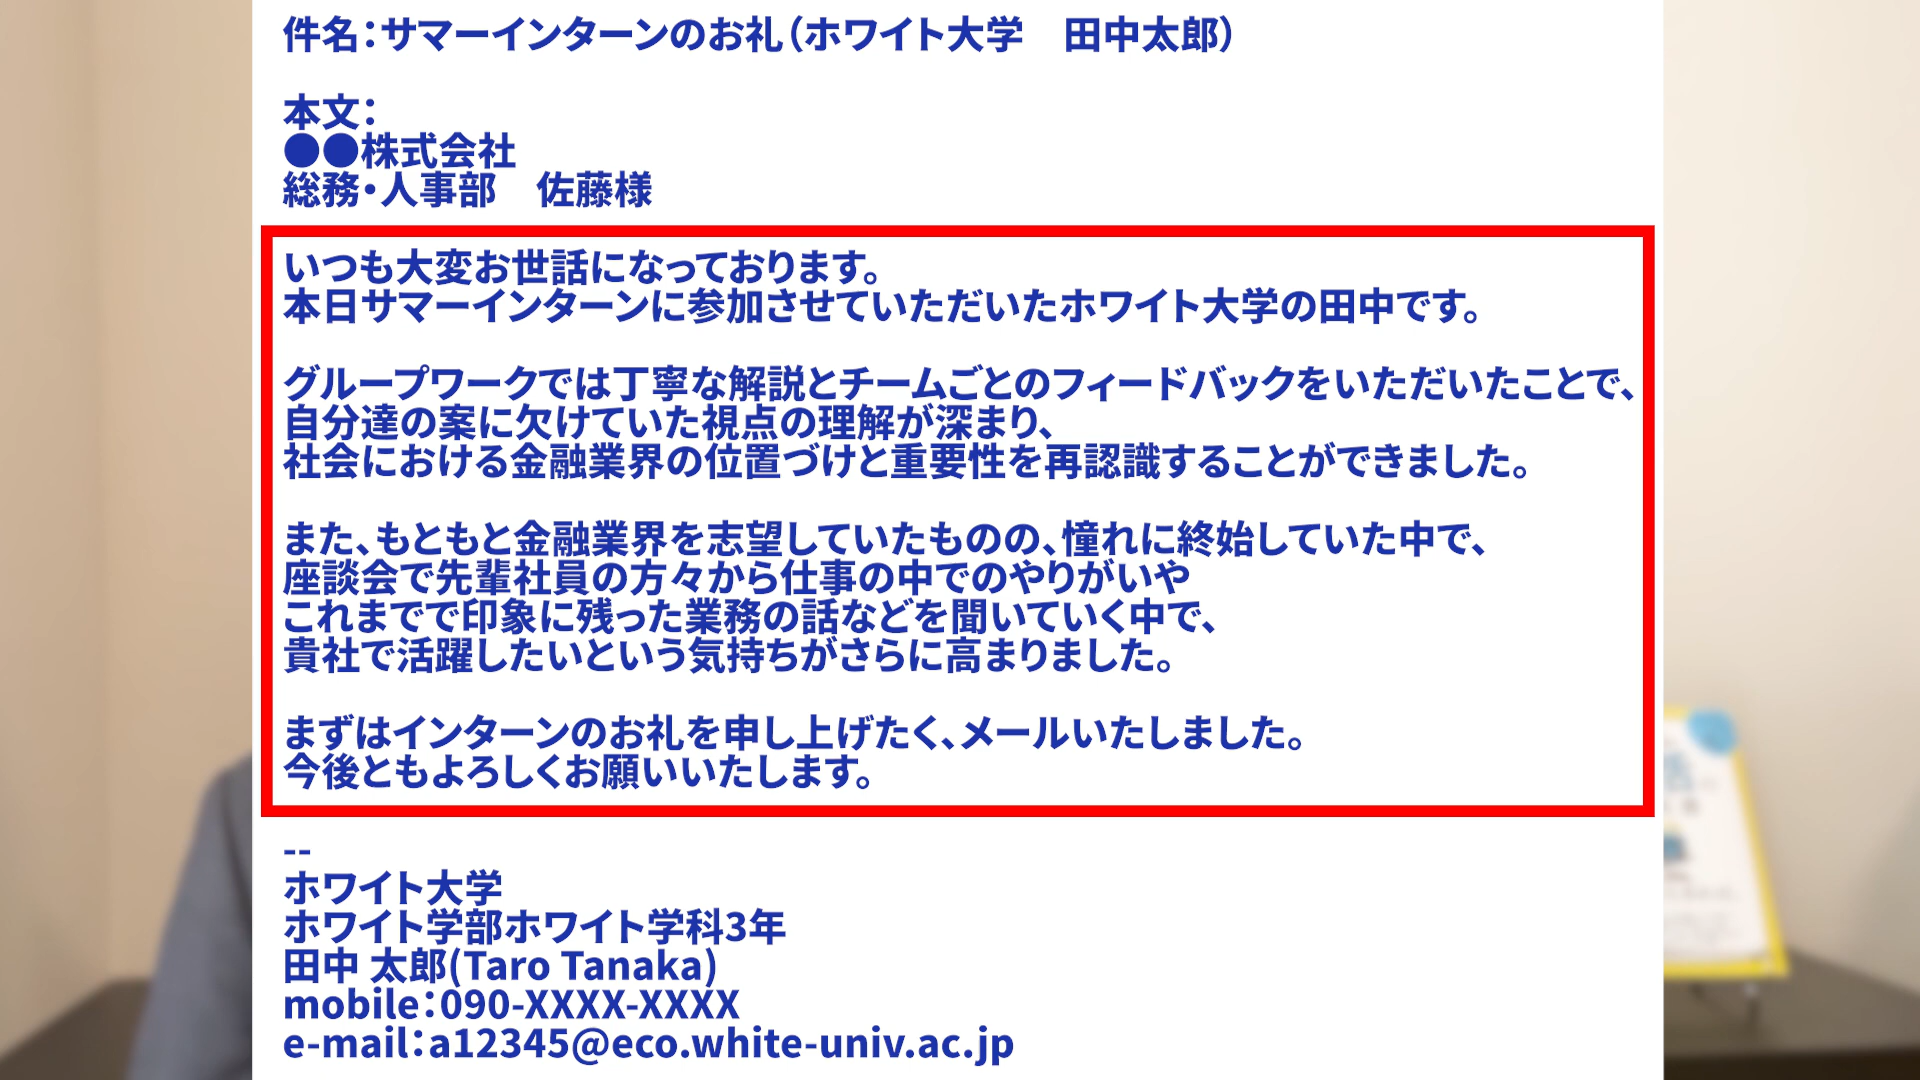 件名：サマーインターンのお礼（ホワイト大学　田中太郎）
本文：
●●株式会社
総務・人事部　佐藤様
いつも大変お世話になっております。
本日サマーインターンに参加させていただいたホワイト大学の田中です。
グループワークでは丁寧な解説とチームごとのフィードバックをいただいたことで、
自分達の案に欠けていた視点の理解が深まり、
社会における金融業界の位置づけと重要性を再認識することができました。
また、もともと金融業界を志望していたものの、憧れに終始していた中で、
座談会で先輩社員の方々から仕事の中でのやりがいや
これまでで印象に残った業務の話などを聞いていく中で、
貴社で活躍したいという気持ちがさらに高まりました。
まずはインターンのお礼を申し上げたく、メールいたしました。
今後ともよろしくお願いいたします。
--
ホワイト大学
ホワイト学部ホワイト学科3年
田中 太郎(Taro Tanaka)
mobile：090-XXXX-XXXX
e-mail：a12345@eco.white-univ.ac.jp